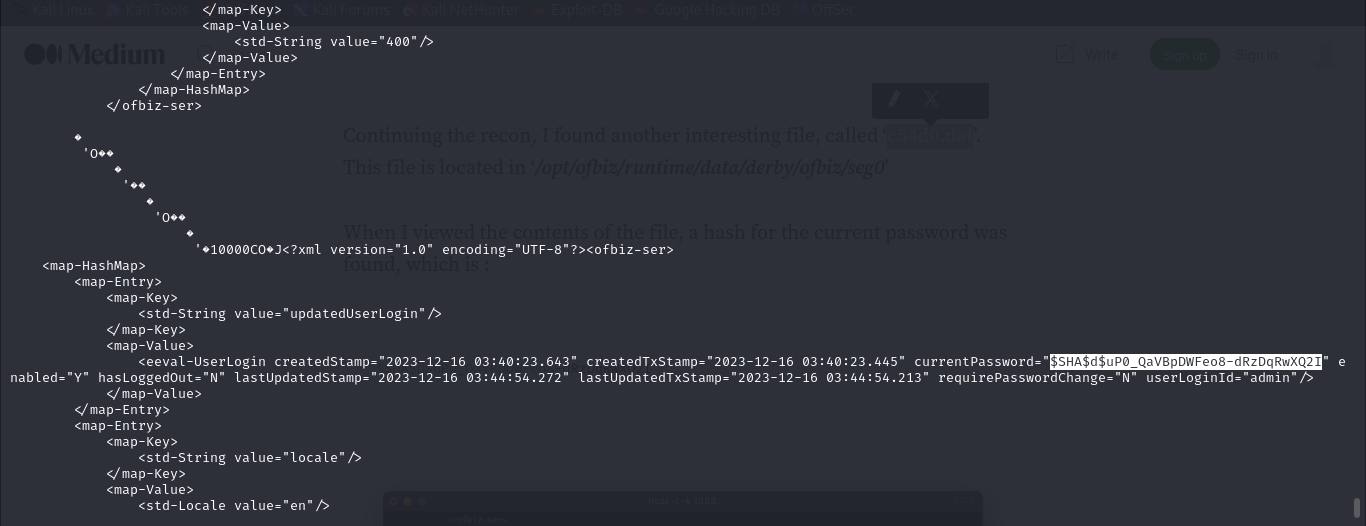 Kali Linux Kali Tools Kali Forums Kali NetHunter Exploit-DB Google Hacking DB OffSec
</map-Key>
<map-Value>
<std-String value="400"/>
</map-Value>
Medium Write Sign up Sign in
</map-Entry>
</map-HashMap>
</ofbiz-ser>
Continuing the recon, I found another interesting file, called
'O
This file is located in '/opt/ofbiz/runtime/data/derby/ofbiz/seg0'
'
'O
When I viewed the contents of the file, a hash for the current password was
'�10000CO�J<?xml version="1.0" encoding="UTF-8"?><ofbiz-ser>
<map-HashMap>
found, which is :
<map-Entry>
<map-Key>
<std-String value="updatedUserLogin"/>
</map-Key>
<map-Value>
<eeval-UserLogin createdStamp="2023-12-16 03:40:23.643" createdTxStamp="2023-12-16 03:40:23.445" currentPassword="$SHA$d$uP0_QaVBpDWFeo8-dRzDqRwXQ2I" e
nabled="Y" hasLoggedOut="N" lastUpdatedStamp="2023-12-16 03:44:54.272" lastUpdatedTxStamp="2023-12-16 03:44:54.213" requirePasswordChange="N" userLoginId="admin"/>
</map-Value>
</map-Entry>
<map-Entry>
<map-Key>
<std-String value="locale"/>
</map-Key>
<map-Value>
<std-Locale value="en"/>